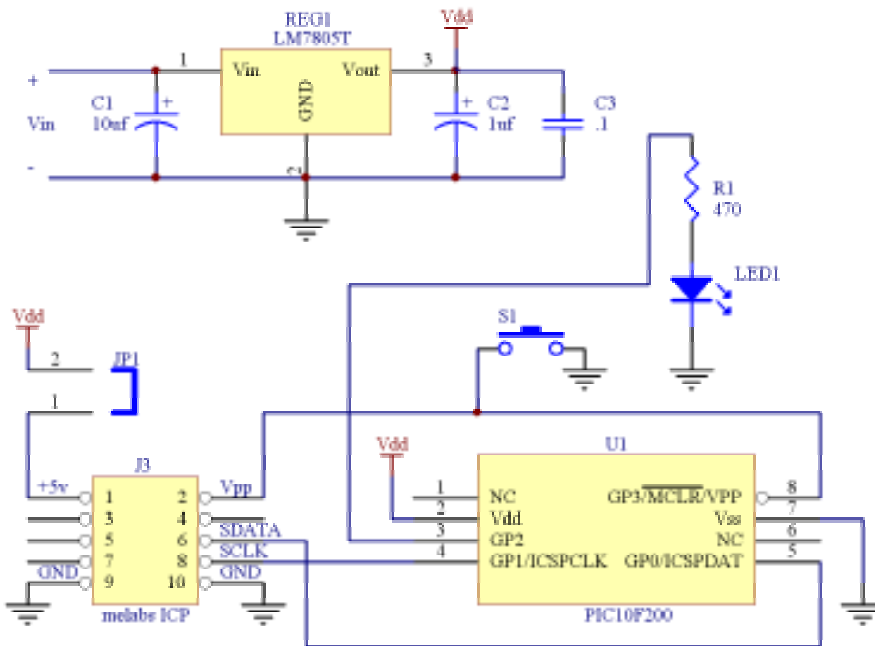 REG1
LM7805T
Vdd
1
Vin
Vout
3
GND
2
+
Vin
-
C1
10uf
+
C2
1uf
+
C3
.1
R1
470
LED1
S1
Vdd
2
JP1
1
J3
+5v
Vpp
1
2
3
4
5
6
SDATA
7
8
SCLK
GND
9
10
GND
melabs ICP
Vdd
U1
1
NC
GP3/MCLR/VPP
8
2
Vdd
Vss
7
3
GP2
NC
6
4
GP1/ICSPCLK
GP0/ICSPDAT
5
PIC10F200